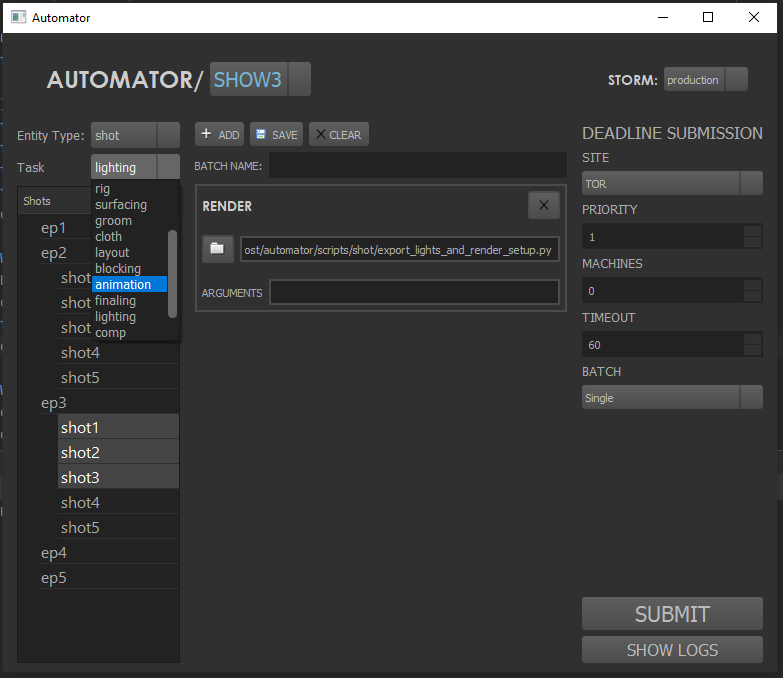 Automator
AUTOMATOR/ SHOW3
STORM: production
Entity Type: shot
Task lighting
rig
surfacing
groom
cloth
layout
blocking
animation
finaling
lighting
comp
Shots
ep1
ep2
shot
shot
shot
shot4
shot5
ep3
shot1
shot2
shot3
shot4
shot5
ep4
ep5
+ ADD SAVE X CLEAR
BATCH NAME:
RENDER X
ost/automator/scripts/shot/export_lights_and_render_setup.py
ARGUMENTS
DEADLINE SUBMISSION
SITE
TOR
PRIORITY
1
MACHINES
0
TIMEOUT
60
BATCH
Single
SUBMIT
SHOW LOGS